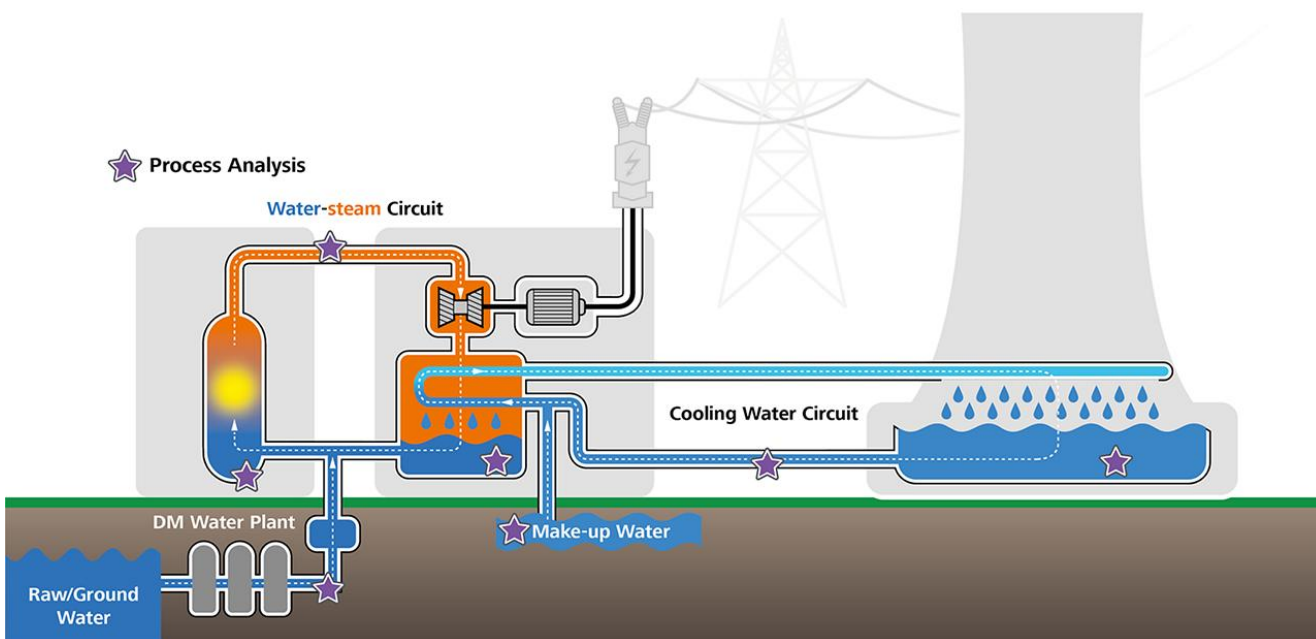 Process Analysis
Water-steam Circuit
Cooling Water Circuit
DM Water Plant
Make-up Water
Raw/Ground
Water